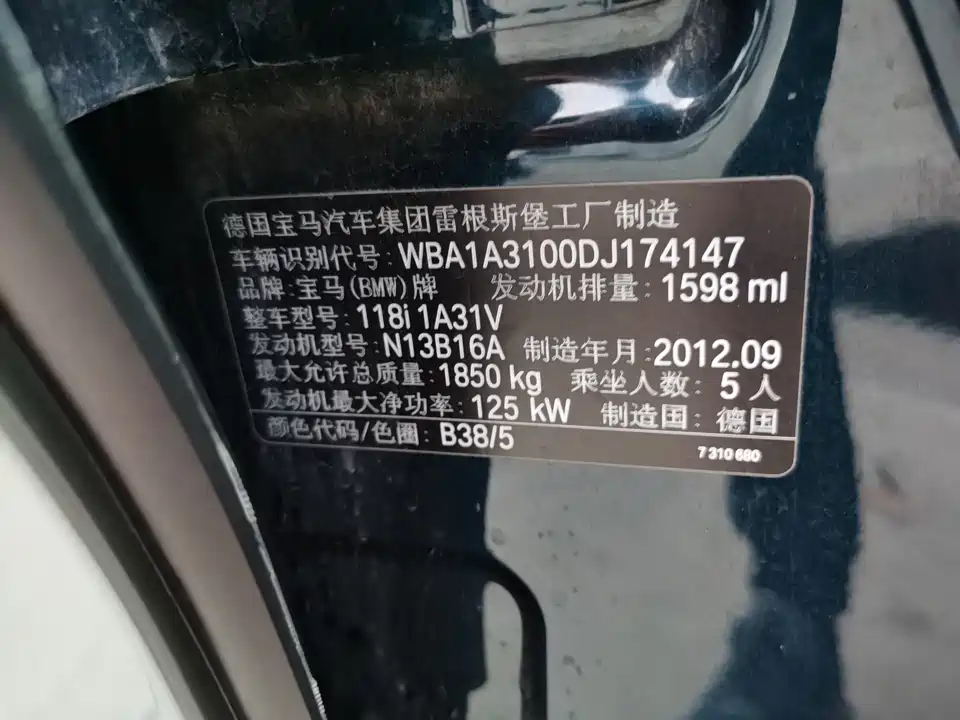 德国宝马汽车集团雷根斯堡工厂制造
车辆识别代号: WBA1A3100DJ174147
品牌: 宝马(BMW)牌 发动机排量: 1598 ml
整车型号: 118i 1A31V
发动机型号: N13B16A 制造年月: 2012.09
最大允许总质量: 1850 kg 乘坐人数: 5 人
发动机最大净功率: 125 kW 制造国: 德国
颜色代码/色圈: B38/5
7 310 680